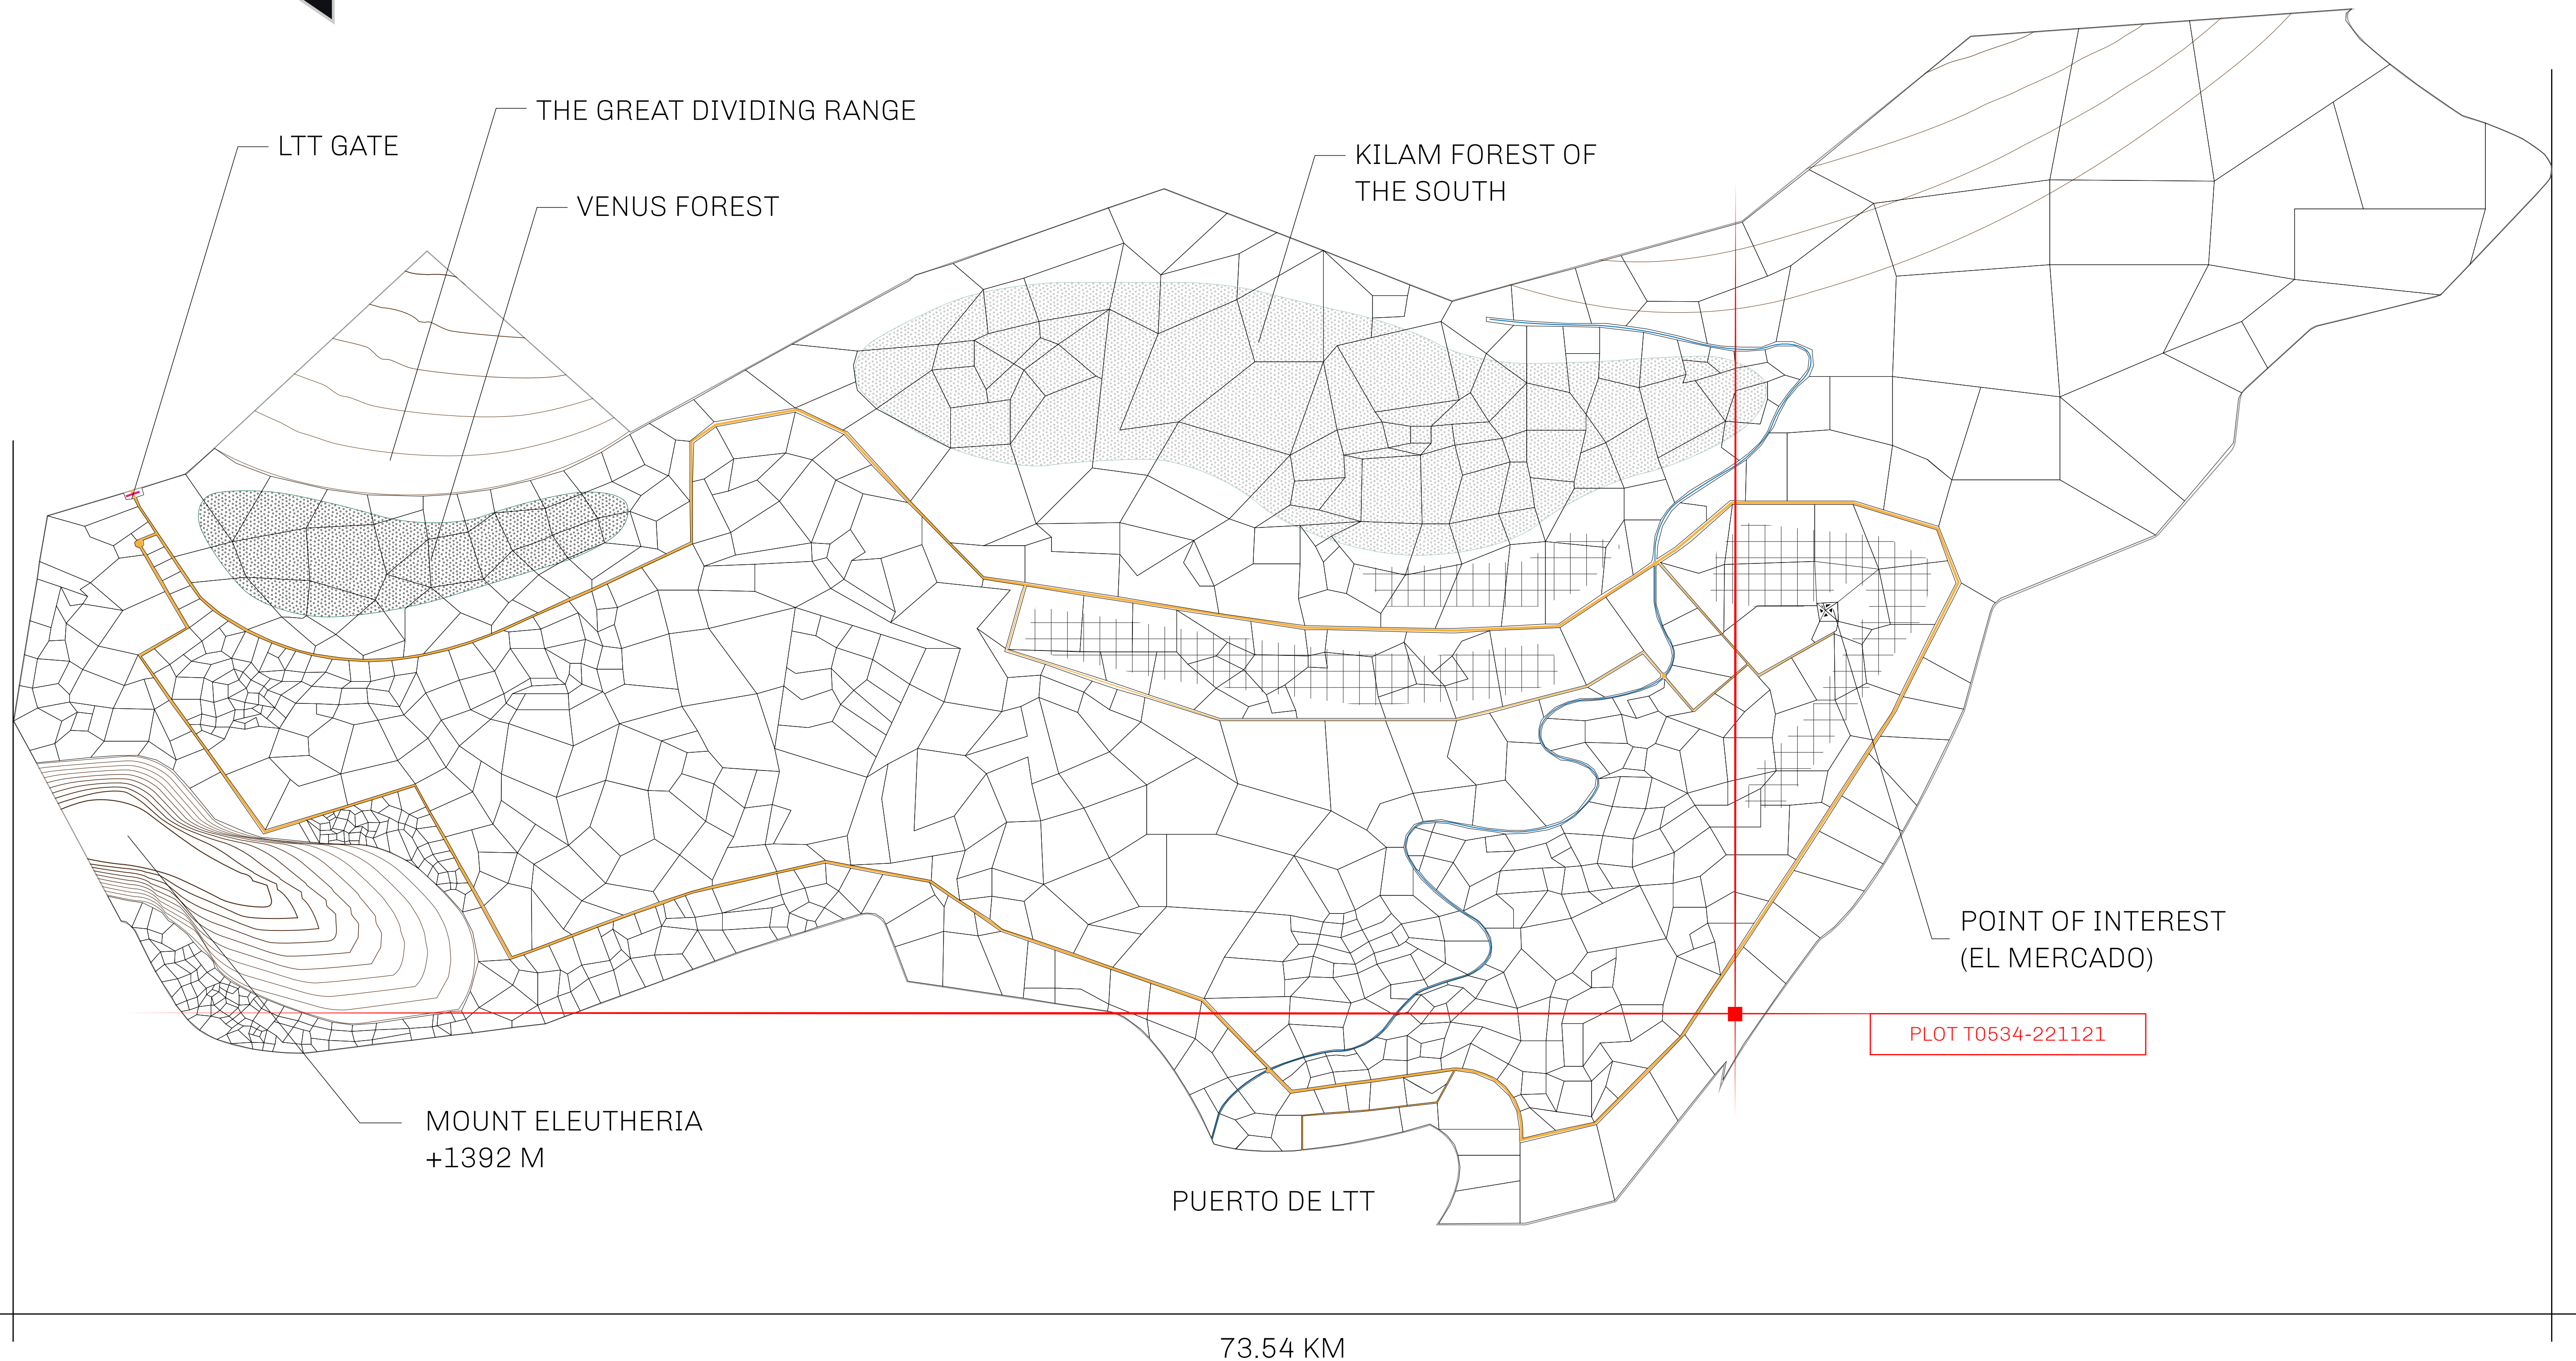 THE GREAT DIVIDING RANGE
LTT GATE
VENUS FOREST
KILAM FOREST OF
THE SOUTH
POINT OF INTEREST
(EL MERCADO)
PLOT T0534-221121
MOUNT ELEUTHERIA
+1392 M
PUERTO DE LTT
73.54 KM